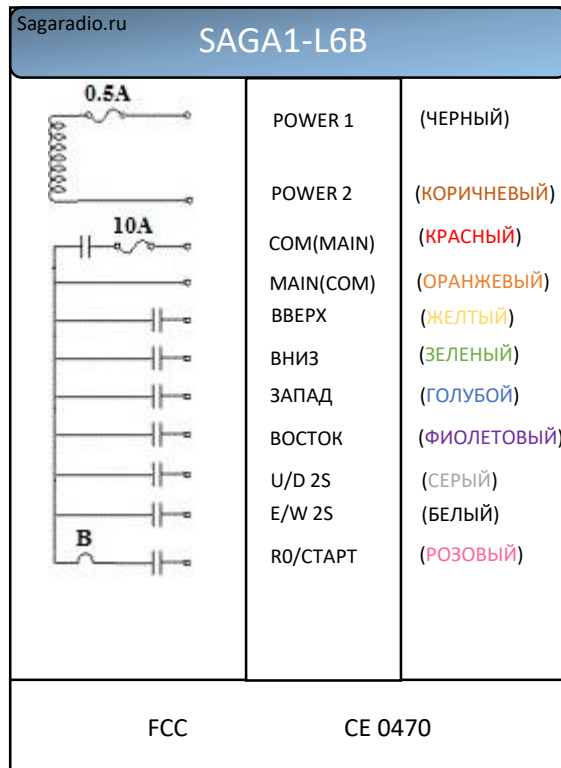 Sagaradio.ru
SAGA1-L6B
0.5A
POWER 1 (ЧЕРНЫЙ)
POWER 2 (КОРИЧНЕВЫЙ)
10A
COM(MAIN) (КРАСНЫЙ)
MAIN(COM) (ОРАНЖЕВЫЙ)
ВВЕРХ (ЖЕЛТЫЙ)
ВНИЗ (ЗЕЛЕНЫЙ)
ЗАПАД (ГОЛУБОЙ)
ВОСТОК (ФИОЛЕТОВЫЙ)
U/D 2S (СЕРЫЙ)
E/W 2S (БЕЛЫЙ)
B
R0/СТАРТ (РОЗОВЫЙ)
FCC CE 0470